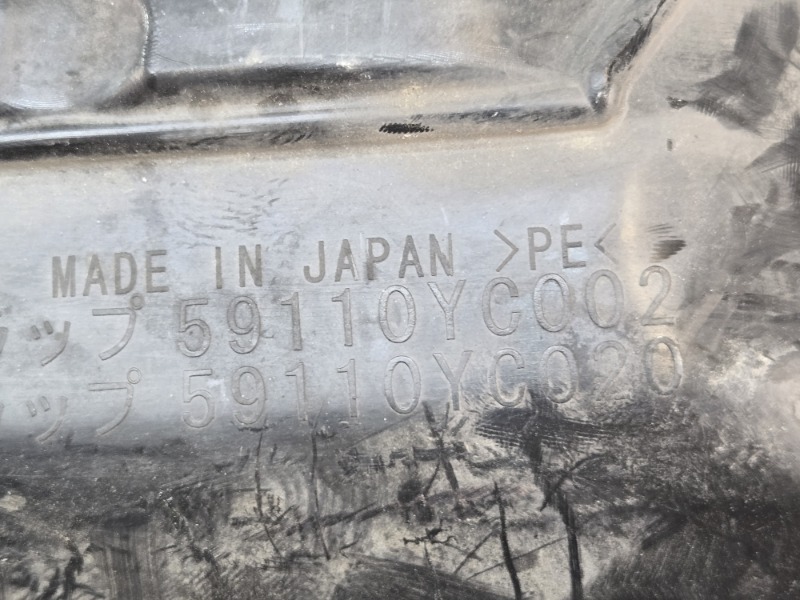 MADE IN JAPAN >PE<
ップ 59110YC002
ップ 59110YC020